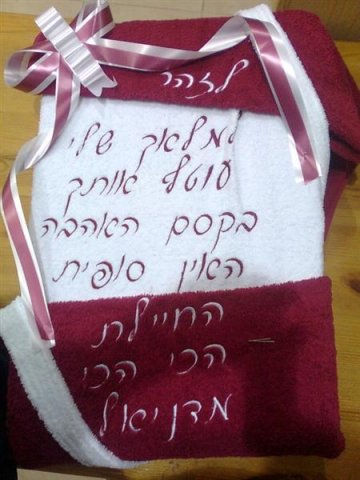 לזהר
למלאך שלי
עוטף אותך
בקסם האהבה
האין סופית
החיילת
הכי הכי
מדניאל